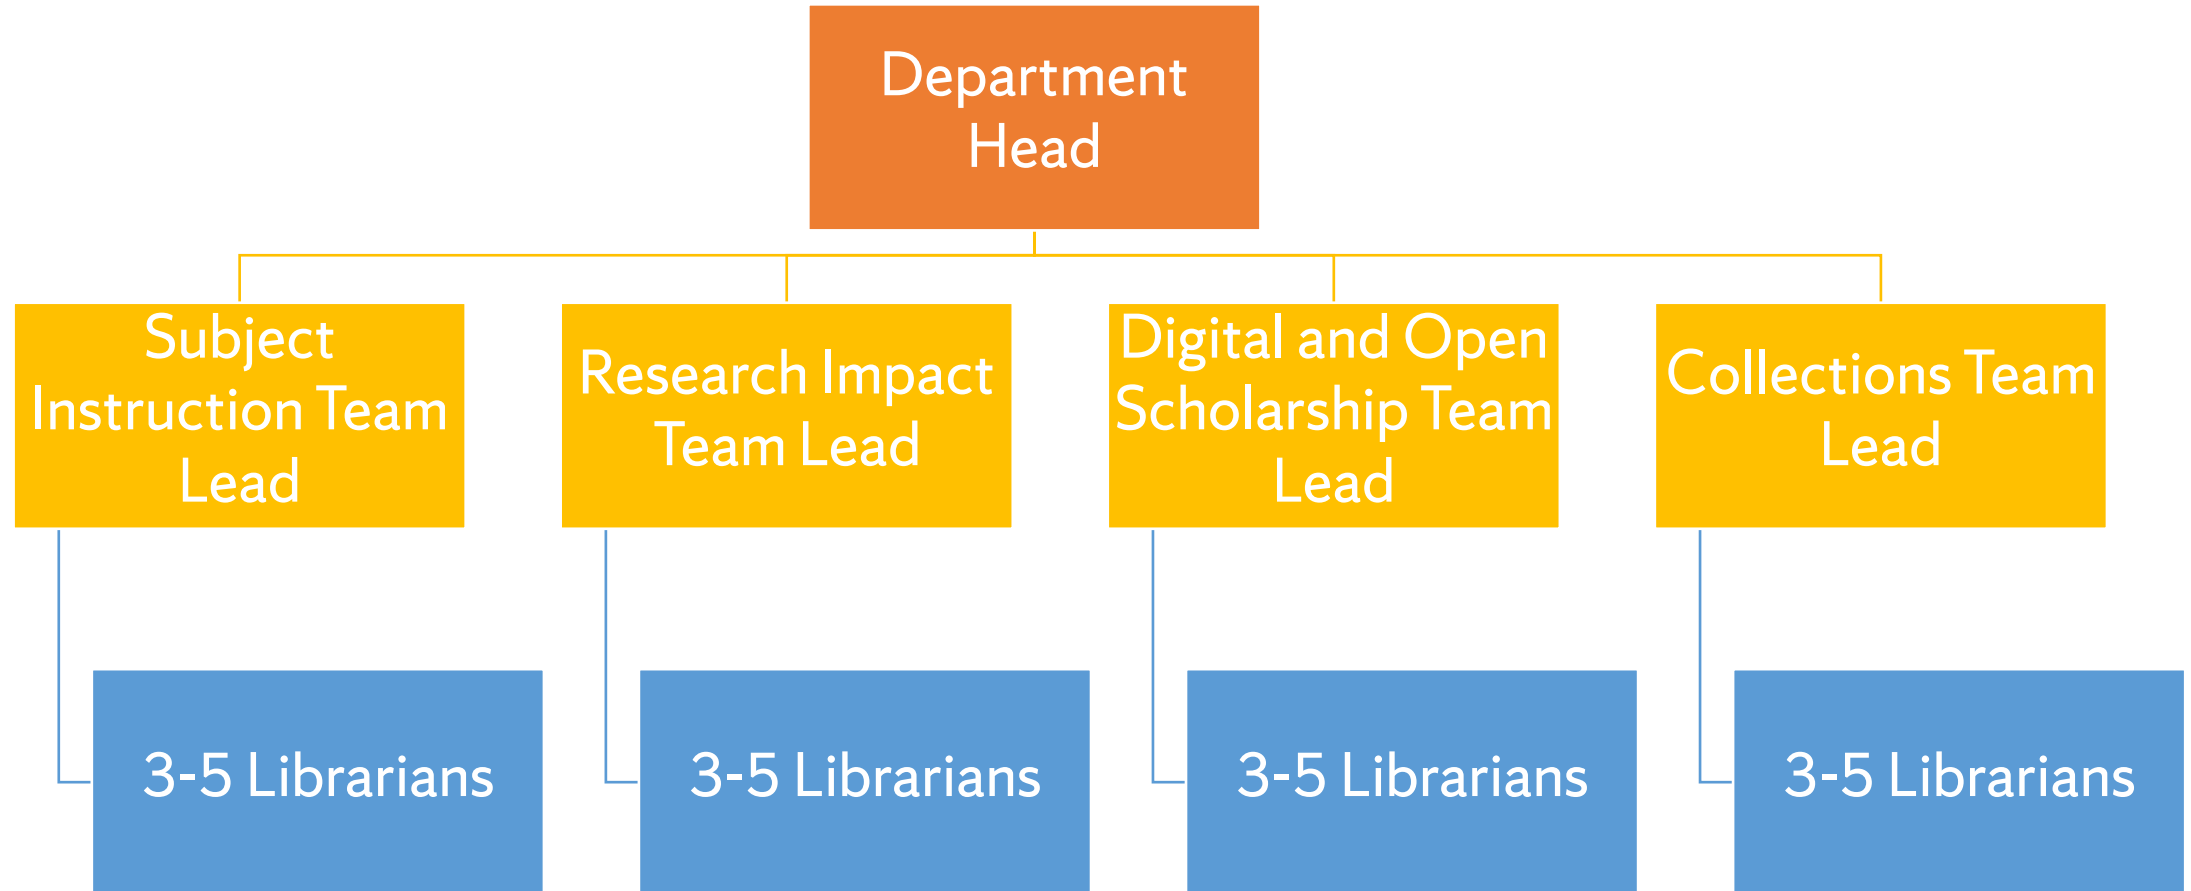 Department
Head
Subject
Instruction Team
Lead
Research Impact
Team Lead
Digital and Open
Scholarship Team
Lead
Collections Team
Lead
3-5 Librarians
3-5 Librarians
3-5 Librarians
3-5 Librarians